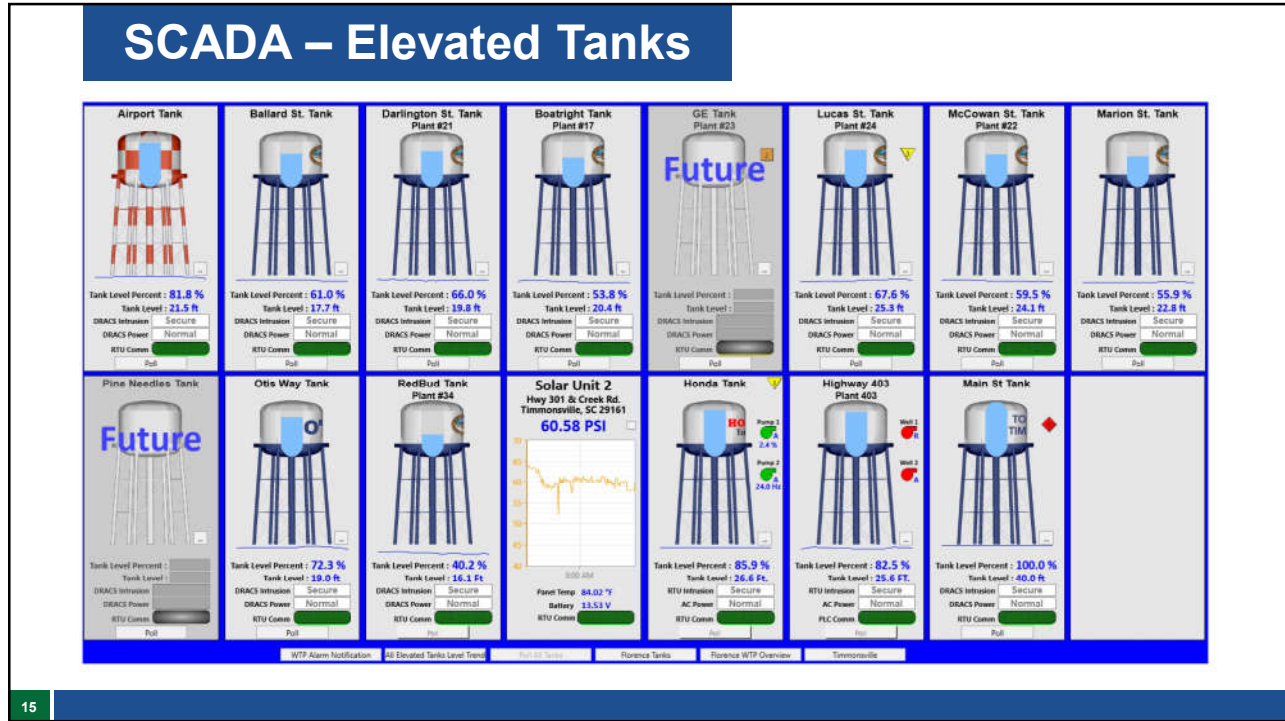 SCADA – Elevated Tanks
Airport Tank
Tank Level Percent : 81.8 %
Tank Level : 21.5 ft
DRACS Intrusion Secure
DRACS Power Normal
RTU Comm
Poll
Ballard St. Tank
Tank Level Percent : 61.0 %
Tank Level : 17.7 ft
DRACS Intrusion Secure
DRACS Power Normal
RTU Comm
Poll
Darlington St. Tank
Plant #21
Tank Level Percent : 66.0 %
Tank Level : 19.8 ft
DRACS Intrusion Secure
DRACS Power Normal
RTU Comm
Poll
Boatright Tank
Plant #17
Tank Level Percent : 53.8 %
Tank Level : 20.4 ft
DRACS Intrusion Secure
DRACS Power Normal
RTU Comm
Poll
GE Tank
Plant #23
Future
Tank Level Percent :
Tank Level :
DRACS Intrusion
DRACS Power
RTU Comm
Poll
Lucas St. Tank
Plant #24
Tank Level Percent : 67.6 %
Tank Level : 25.3 ft
DRACS Intrusion Secure
DRACS Power Normal
RTU Comm
Poll
McCowan St. Tank
Plant #22
Tank Level Percent : 59.5 %
Tank Level : 24.1 ft
DRACS Intrusion Secure
DRACS Power Normal
RTU Comm
Poll
Marion St. Tank
Tank Level Percent : 55.9 %
Tank Level : 22.8 ft
DRACS Intrusion Secure
DRACS Power Normal
RTU Comm
Poll
Pine Needles Tank
Future
Tank Level Percent :
Tank Level :
DRACS Intrusion
DRACS Power
RTU Comm
Poll
Otis Way Tank
O'
Tank Level Percent : 72.3 %
Tank Level : 19.0 ft
DRACS Intrusion Secure
DRACS Power Normal
RTU Comm
Poll
RedBud Tank
Plant #34
Tank Level Percent : 40.2 %
Tank Level : 16.1 Ft
DRACS Intrusion Secure
DRACS Power Normal
RTU Comm
Poll
Solar Unit 2
Hwy 301 & Creek Rd.
Timmonsville, SC 29161
60.58 PSI
70
65
60
55
50
45
40
8:00 AM
Panel Temp 84.02 °F
Battery 13.53 V
RTU Comm
Honda Tank
HO
To
Pump 1
A
2.4 %
Pump 2
A
24.0 Hz
Tank Level Percent : 85.9 %
Tank Level : 26.6 Ft.
RTU Intrusion Secure
AC Power Normal
RTU Comm
Poll
Highway 403
Plant 403
Well 1
R
Well 2
A
Tank Level Percent : 82.5 %
Tank Level : 25.6 FT.
RTU Intrusion Secure
AC Power Normal
PLC Comm
Poll
Main St Tank
TO
TIM
Tank Level Percent : 100.0 %
Tank Level : 40.0 ft
DRACS Intrusion Secure
DRACS Power Normal
RTU Comm
Poll
WTP Alarm Notification
All Elevated Tanks Level Trend
Poll All Tanks
Florence Tanks
Florence WTP Overview
Timmonsville
15